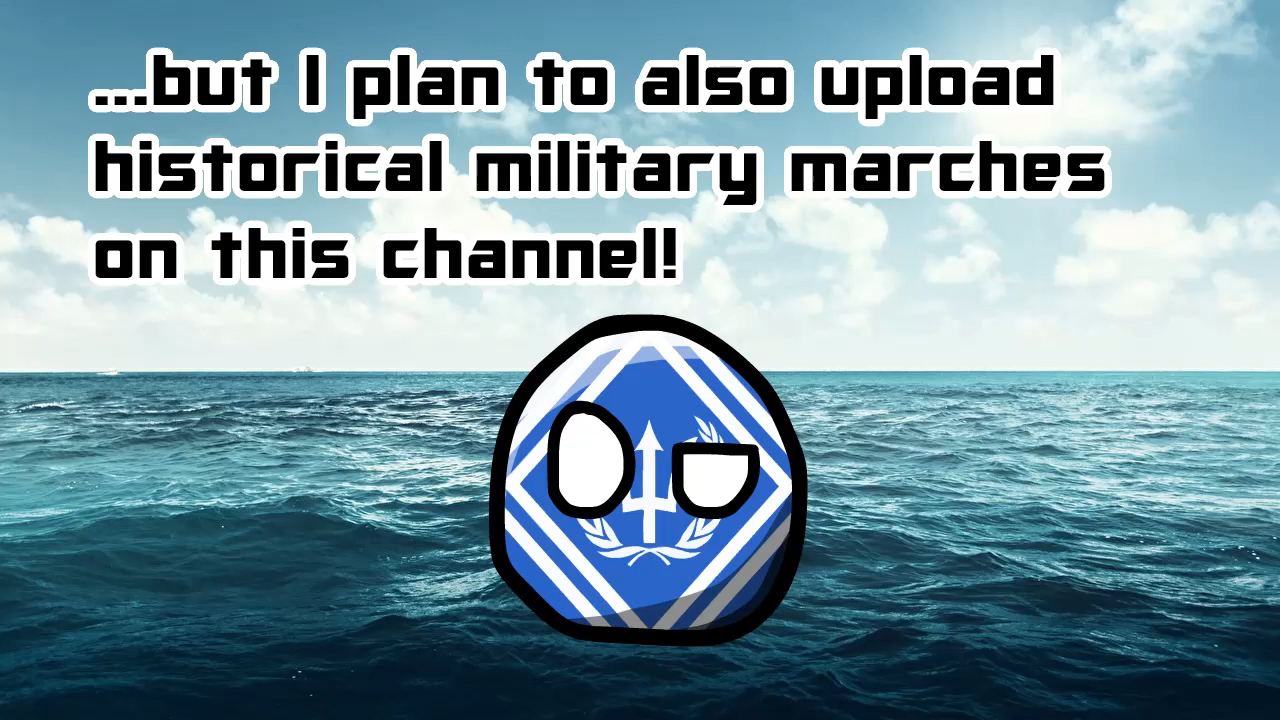 ...but I plan to also upload
historical military marches
on this channel!